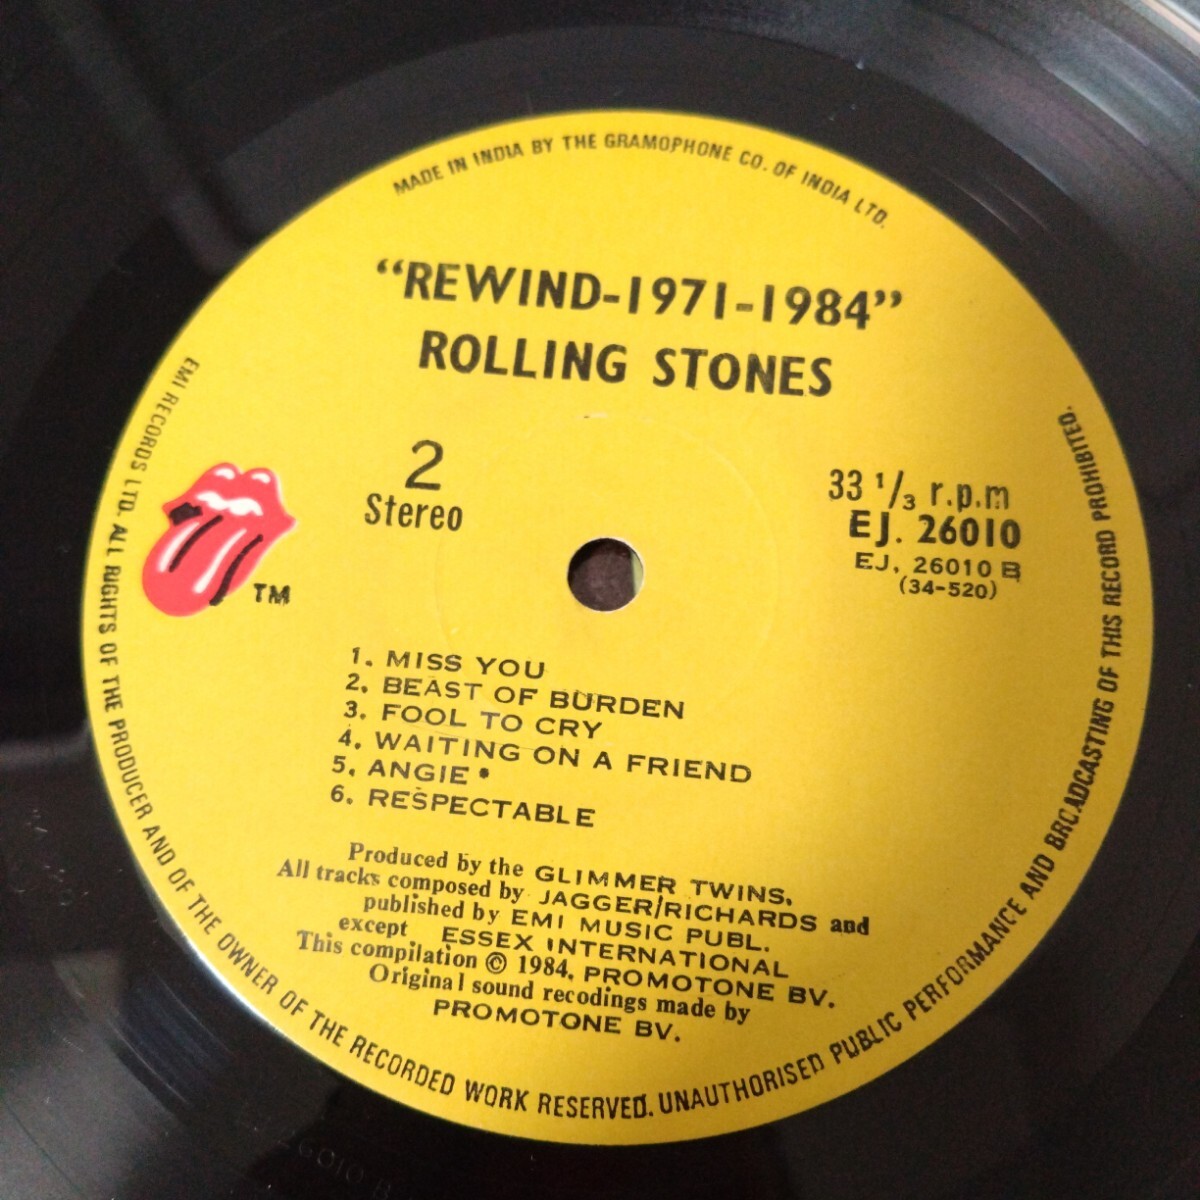 MADE IN INDIA BY THE GRAMOPHONE CO. OF INDIA LTD.
"REWIND-1971-1984"
ROLLING STONES
2
Stereo
33 1/3 r.p.m
EJ. 26010
EJ. 26010 B
(34-520)
TM
1. MISS YOU
2. BEAST OF BURDEN
3. FOOL TO CRY
4. WAITING ON A FRIEND
5. ANGIE*
6. RESPECTABLE
Produced by the GLIMMER TWINS.
All tracks composed by JAGGER/RICHARDS and
published by EMI MUSIC PUBL.
except ESSEX INTERNATIONAL
This compilation © 1984. PROMOTONE BV.
Original sound recodings made by
PROMOTONE BV.
EMI RECORDS LTD. ALL RIGHTS OF THE PRODUCER AND OF THE OWNER OF THE RECORDED WORK RESERVED. UNAUTHORISED PUBLIC PERFORMANCE AND BROADCASTING OF THIS RECORD PROHIBITED.